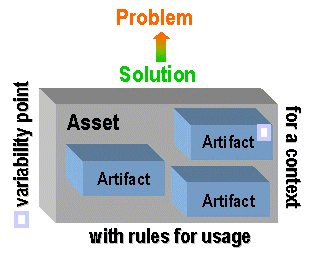 Problem
Solution
variability point
Asset
Artifact
Artifact
Artifact
for a context
with rules for usage